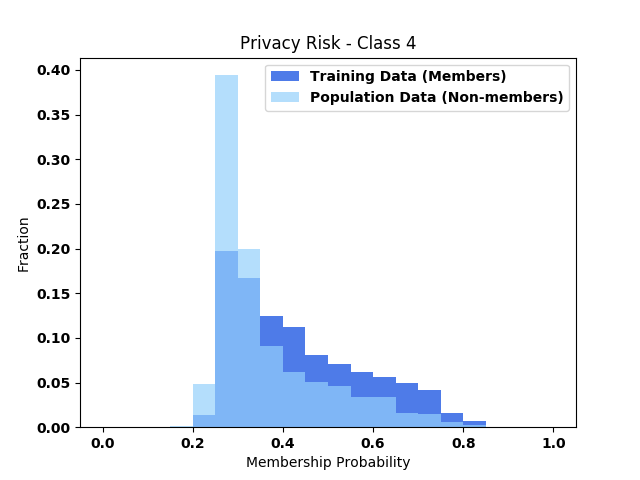 Privacy Risk - Class 4
Training Data (Members)
Population Data (Non-members)
Fraction
0.40
0.35
0.30
0.25
0.20
0.15
0.10
0.05
0.00
0.0 0.2 0.4 0.6 0.8 1.0
Membership Probability